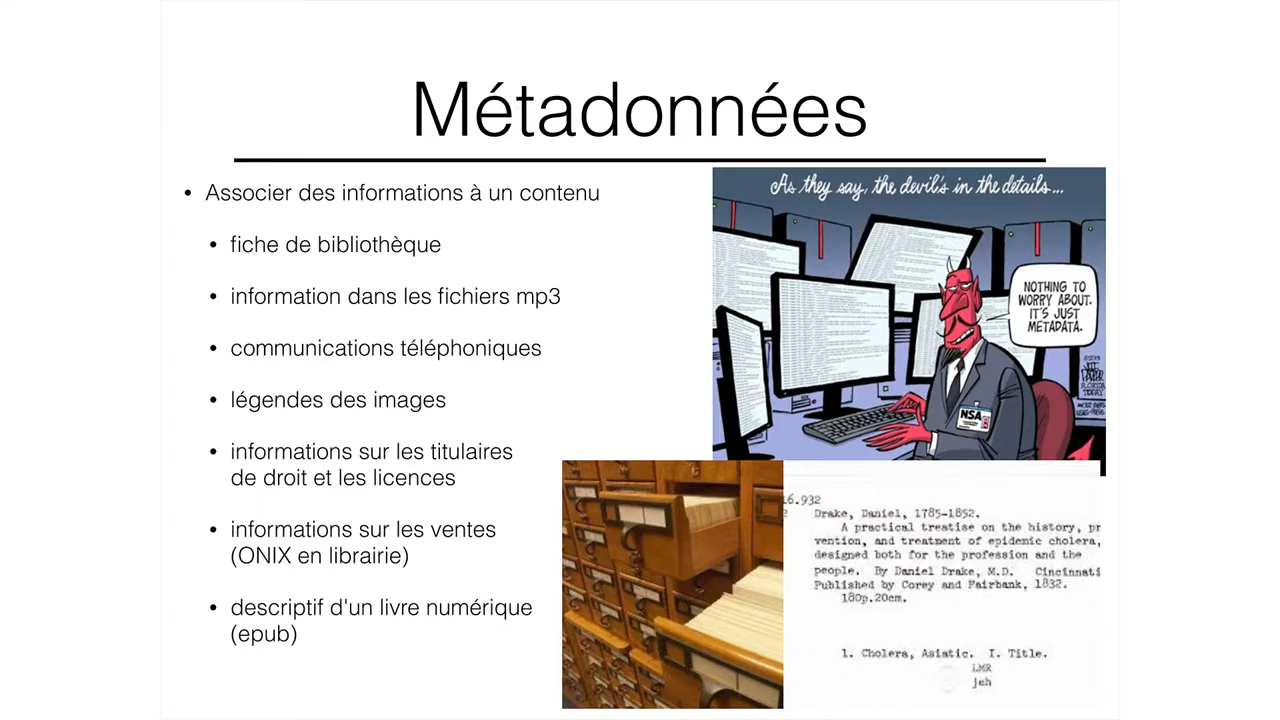 Métadonnées
• Associer des informations à un contenu
• fiche de bibliothèque
• information dans les fichiers mp3
• communications téléphoniques
• légendes des images
• informations sur les titulaires
de droit et les licences
• informations sur les ventes
(ONIX en librairie)
• descriptif d'un livre numérique
(epub)
As they say, the devil's in the details...
NOTHING TO
WORRY ABOUT.
IT'S JUST
METADATA.
NSA
16.932
Drake, Daniel, 1785-1852.
A practical treatise on the history, pr
vention, and treatment of epidemic cholera,
designed both for the profession and the
people. By Daniel Drake, M.D. Cincinnati
Published by Corey and Fairbank, 1832.
180p.20cm.
1. Cholera, Asiatic. I. Title.
LMR
jeh